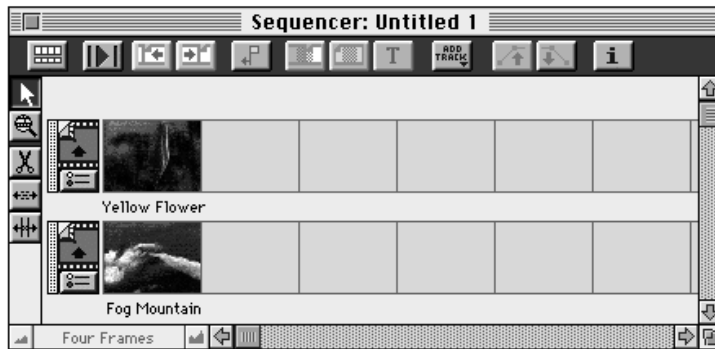 Sequencer: Untitled 1
T
ADD
TRACK
i
Yellow Flower
Fog Mountain
Four Frames